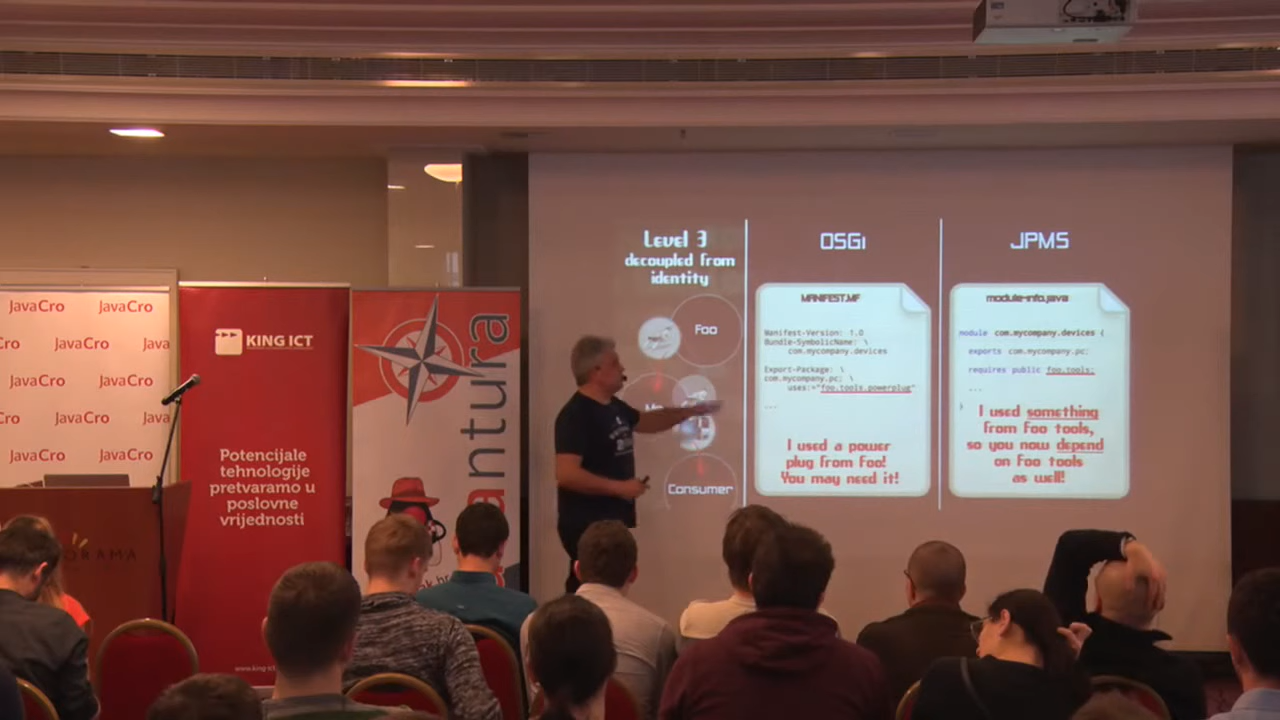 JavaCro
JavaCro
JavaCro
JavaCro
JavaCro
JavaCro
JavaCro
JavaCro
JavaCro
JavaCro
KING ICT
Potencijale
tehnologije
pretvaramo u
poslovne
vrijednosti
antura
Level 3
decoupled from
identity
Foo
Consumer
OSGi
MANIFEST.MF
Manifest-Version: 1.0
Bundle-SymbolicName: \
com.mycompany.devices
Export-Package: \
com.mycompany.pc; \
uses:="foo.tools.powerplug"
...
I used a power
plug from Foo!
You may need it!
JPMS
module-info.java
module com.mycompany.devices {
exports com.mycompany.pc;
requires public foo.tools;
...
}
I used something
from Foo tools,
so you now depend
on Foo tools
as well!